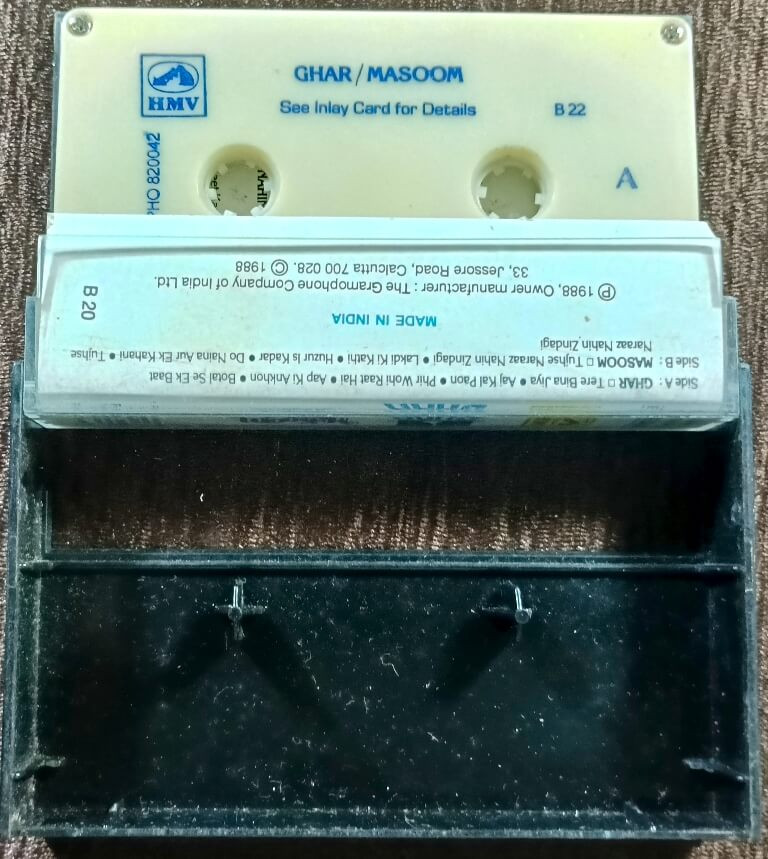 HMV
GHAR/MASOOM
See Inlay Card for Details
B 22
PHO 820042
A
Side A: GHAR □ Tere Bina Jiya • Aaj Kal Paon • Phir Wohi Raat Hai • Aap Ki Ankhon • Botal Se Ek Baat
Side B: MASOOM □ Tujhse Naraaz Nahin Zindagi • Lakdi Ki Kathi • Huzur Is Kadar • Do Naina Aur Ek Kahani • Tujhse
Naraaz Nahin Zindagi
MADE IN INDIA
B 20
Ⓟ 1988, Owner manufacturer: The Gramophone Company of India Ltd.
33, Jessore Road, Calcutta 700 028. © 1988